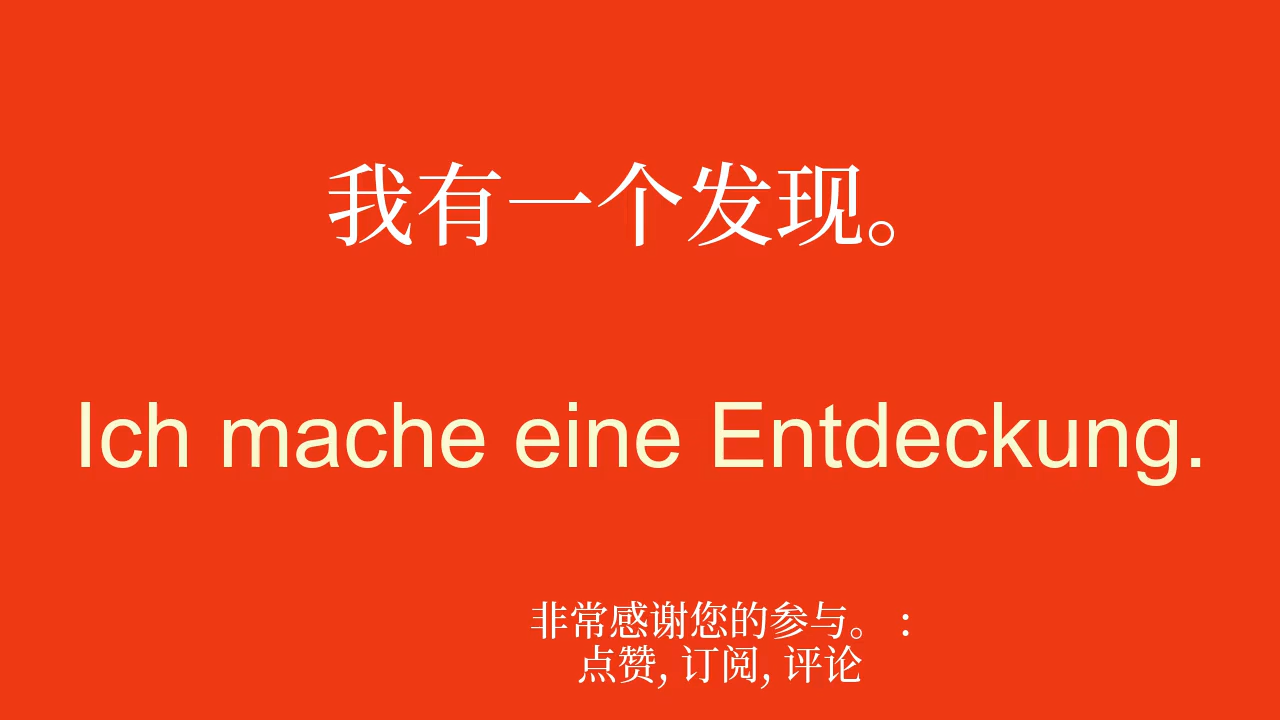 我有一个发现。
Ich mache eine Entdeckung.
非常感谢您的参与。 :
点赞, 订阅, 评论